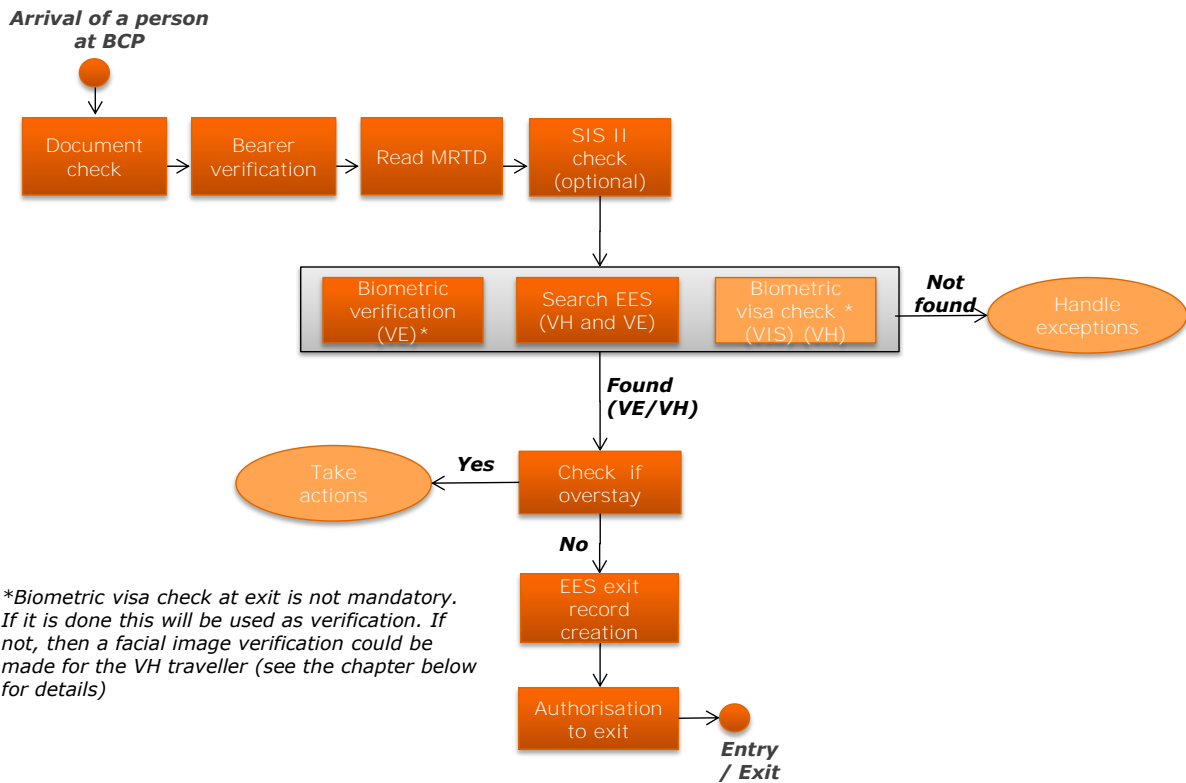 Arrival of a person
at BCP
Document
check
Bearer
verification
Read MRTD
SIS II
check
(optional)
Biometric
verification
(VE)*
Search EES
(VH and VE)
Biometric
visa check *
(VIS) (VH)
Not
found
Handle
exceptions
Found
(VE/VH)
Take
actions
Yes
Check if
overstay
No
EES exit
record
creation
*Biometric visa check at exit is not mandatory.
If it is done this will be used as verification. If
not, then a facial image verification could be
made for the VH traveller (see the chapter below
for details)
Authorisation
to exit
Entry
/ Exit